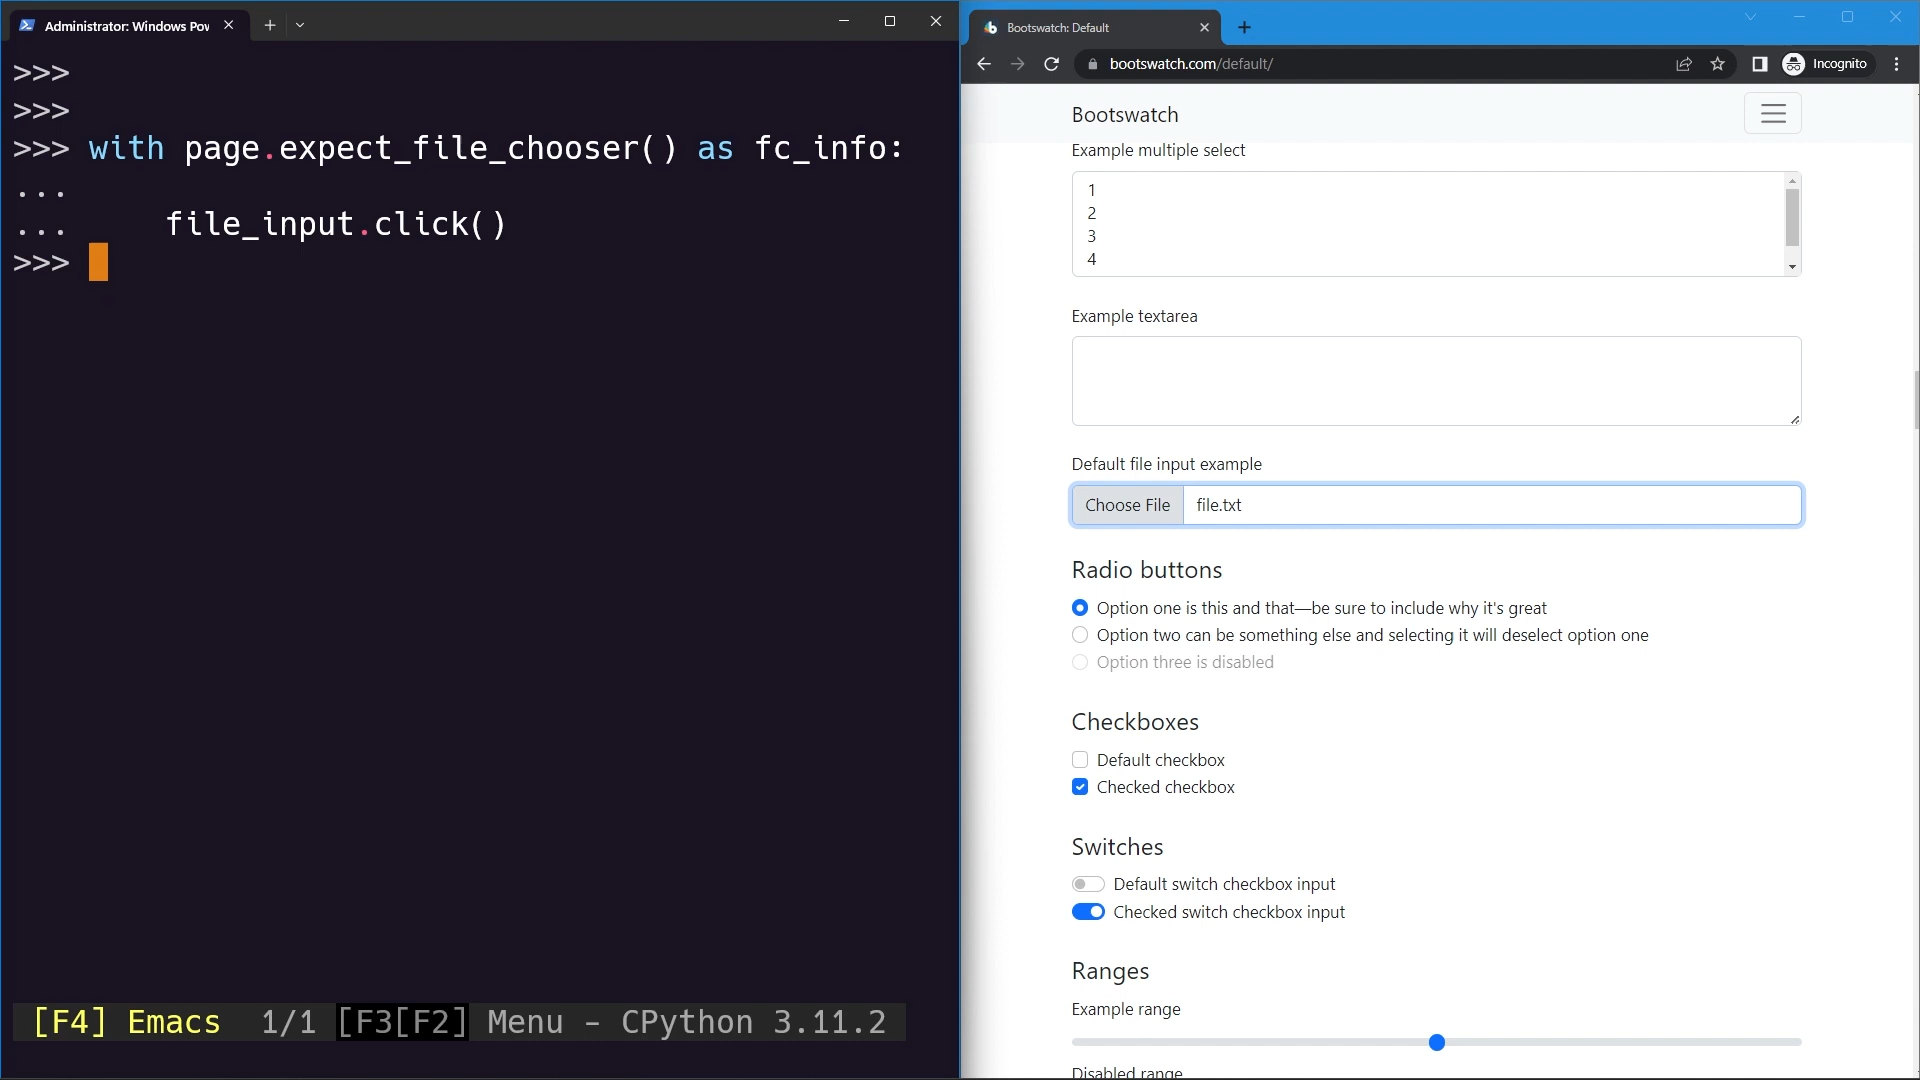 Administrator: Windows Pow
>>>
>>>
>>> with page.expect_file_chooser() as fc_info:
...
...     file_input.click()
>>>
[F4] Emacs  1/1 [F3[F2] Menu - CPython 3.11.2
Bootswatch: Default
bootswatch.com/default/
Incognito
Bootswatch
Example multiple select
1
2
3
4
Example textarea
Default file input example
Choose File file.txt
Radio buttons
Option one is this and that—be sure to include why it's great
Option two can be something else and selecting it will deselect option one
Option three is disabled
Checkboxes
Default checkbox
Checked checkbox
Switches
Default switch checkbox input
Checked switch checkbox input
Ranges
Example range
Disabled range